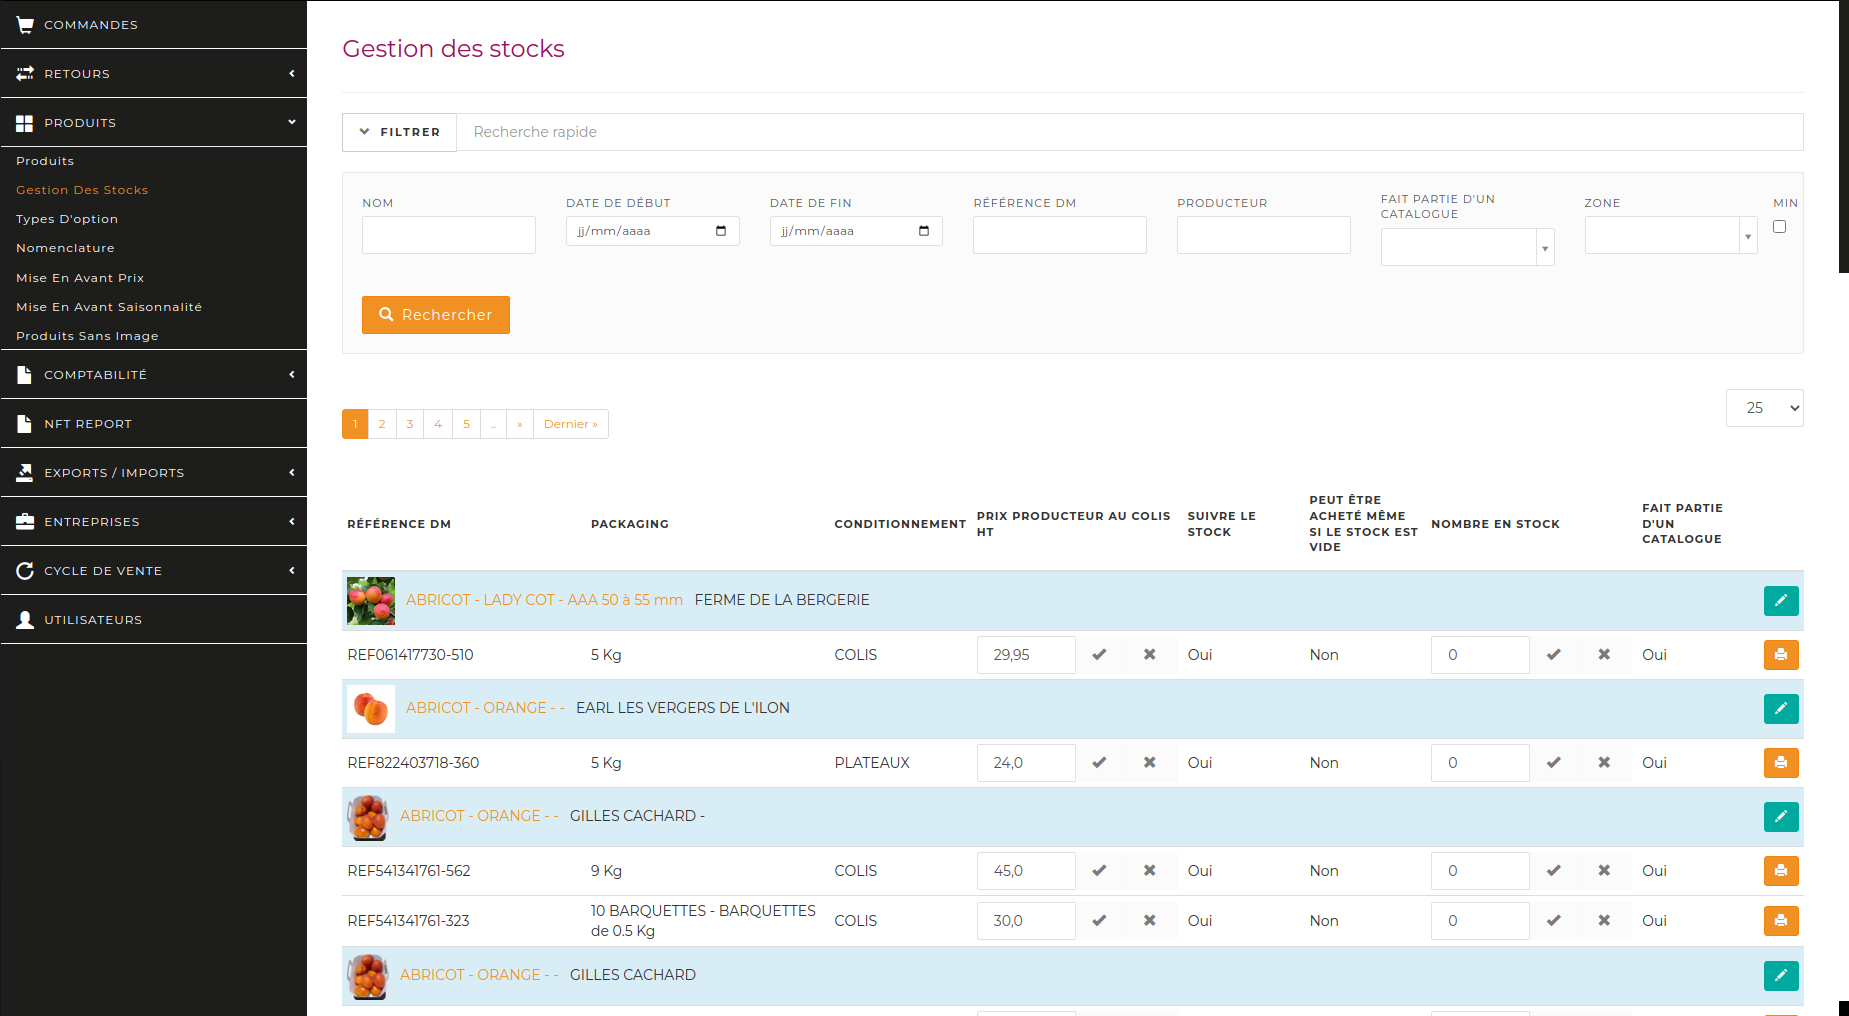 COMMANDES
RETOURS
PRODUITS
Produits
Gestion Des Stocks
Types D'option
Nomenclature
Mise En Avant Prix
Mise En Avant Saisonnalité
Produits Sans Image
COMPTABILITÉ
NFT REPORT
EXPORTS / IMPORTS
ENTREPRISES
CYCLE DE VENTE
UTILISATEURS
Gestion des stocks
FILTRER Recherche rapide
NOM DATE DE DÉBUT DATE DE FIN RÉFÉRENCE DM PRODUCTEUR FAIT PARTIE D'UN CATALOGUE ZONE MIN
jj/mm/aaaa jj/mm/aaaa
Rechercher
25
1 2 3 4 5 .. » Dernier »
RÉFÉRENCE DM PACKAGING CONDITIONNEMENT PRIX PRODUCTEUR AU COLIS HT SUIVRE LE STOCK PEUT ÊTRE ACHETÉ MÊME SI LE STOCK EST VIDE NOMBRE EN STOCK FAIT PARTIE D'UN CATALOGUE
ABRICOT - LADY COT - AAA 50 à 55 mm FERME DE LA BERGERIE
REF061417730-510 5 Kg COLIS 29,95 Oui Non 0 Oui
ABRICOT - ORANGE - - EARL LES VERGERS DE L'ILON
REF822403718-360 5 Kg PLATEAUX 24,0 Oui Non 0 Oui
ABRICOT - ORANGE - - GILLES CACHARD -
REF541341761-562 9 Kg COLIS 45,0 Oui Non 0 Oui
REF541341761-323 10 BARQUETTES - BARQUETTES de 0.5 Kg COLIS 30,0 Oui Non 0 Oui
ABRICOT - ORANGE - - GILLES CACHARD